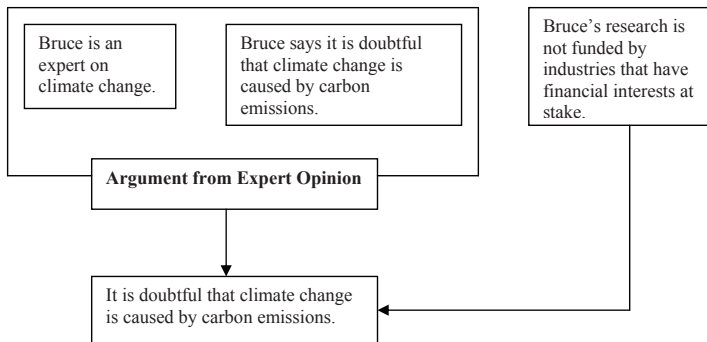 Bruce is an
expert on
climate change.
Bruce says it is doubtful
that climate change is
caused by carbon
emissions.
Bruce’s research is
not funded by
industries that have
financial interests at
stake.
Argument from Expert Opinion
It is doubtful that climate change
is caused by carbon emissions.